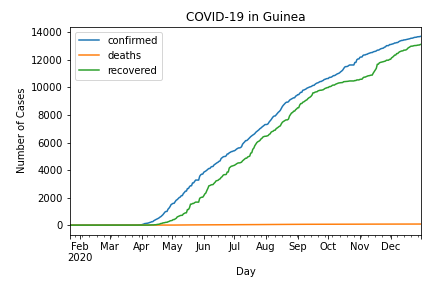 COVID-19 in Guinea
14000
12000
10000
8000
6000
4000
2000
0
Number of Cases
confirmed
deaths
recovered
Feb Mar Apr May Jun Jul Aug Sep Oct Nov Dec
2020
Day